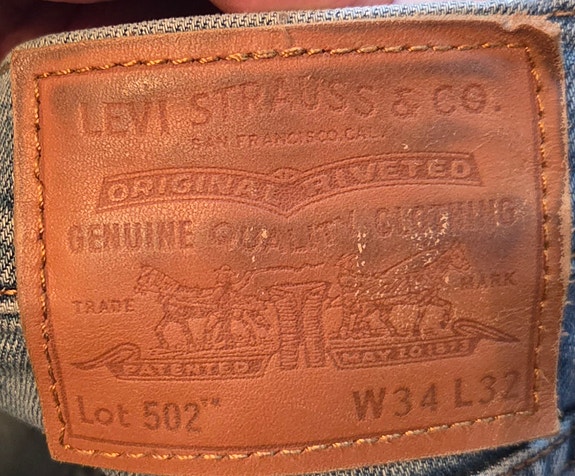 LEVI STRAUSS & CO.
SAN FRANCISCO, CAL.
ORIGINAL RIVETED
GENUINE QUALITY CLOTHING
TRADE MARK
PATENTED MAY 20 1873
Lot 502™ W34 L32